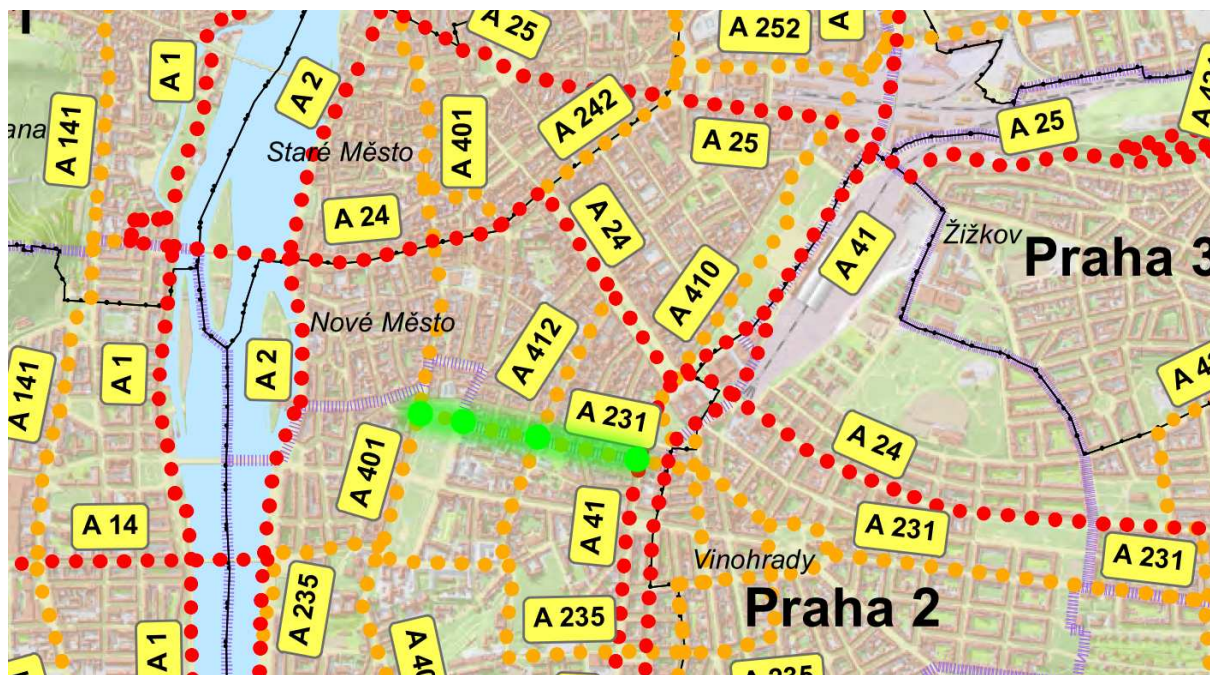 A 25
A 252
A 1
A 2
A 141
A 401
A 242
A 25
A 25
Staré Město
A 24
A 24
A 41
Žižkov
Praha 3
A 410
Nové Město
A 412
A 141
A 1
A 2
A 231
A 401
A 24
A 14
A 41
A 231
A 231
Vinohrady
A 235
A 235
Praha 2
A 1
A 235